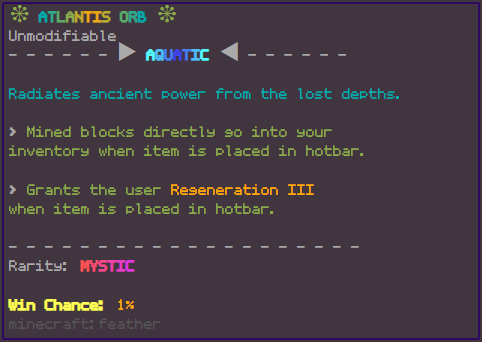 ❊ ATLANTIS ORB ❊
Unmodifiable
- - - - - - ▶ AQUATIC ◀ - - - - - -
Radiates ancient power from the lost depths.
> Mined blocks directly go into your
inventory when item is placed in hotbar.
> Grants the user Regeneration III
when item is placed in hotbar.
- - - - - - - - - - - - - - - - - - - - -
Rarity: MYSTIC
Win Chance: 1%
minecraft:feather